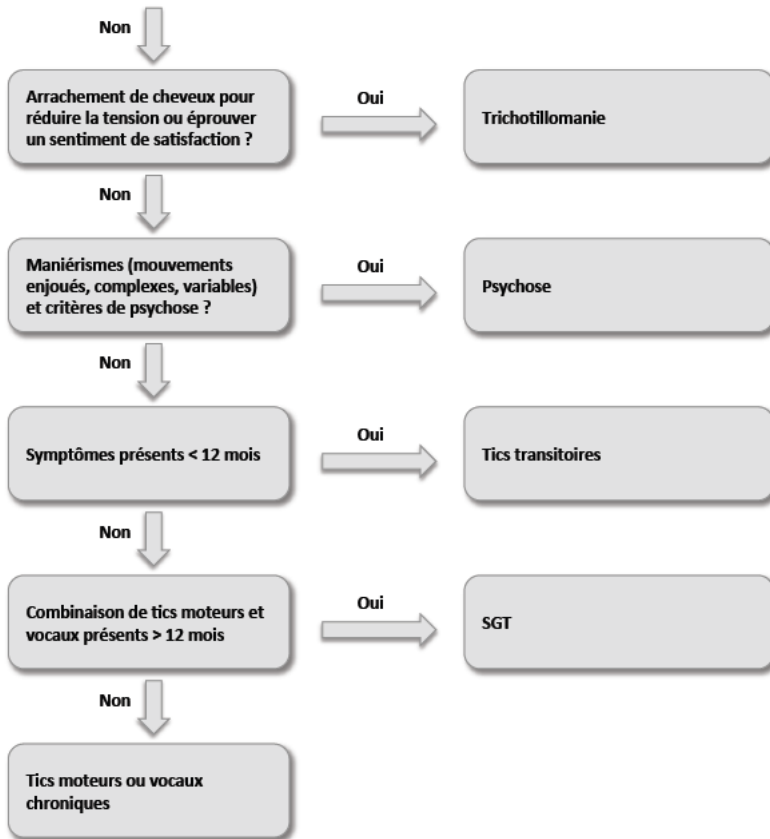 Non
Arrachement de cheveux pour
réduire la tension ou éprouver
un sentiment de satisfaction ?
Oui
Trichotillomanie
Non
Maniérismes (mouvements
enjoués, complexes, variables)
et critères de psychose ?
Oui
Psychose
Non
Symptômes présents < 12 mois
Oui
Tics transitoires
Non
Combinaison de tics moteurs et
vocaux présents > 12 mois
Oui
SGT
Non
Tics moteurs ou vocaux
chroniques